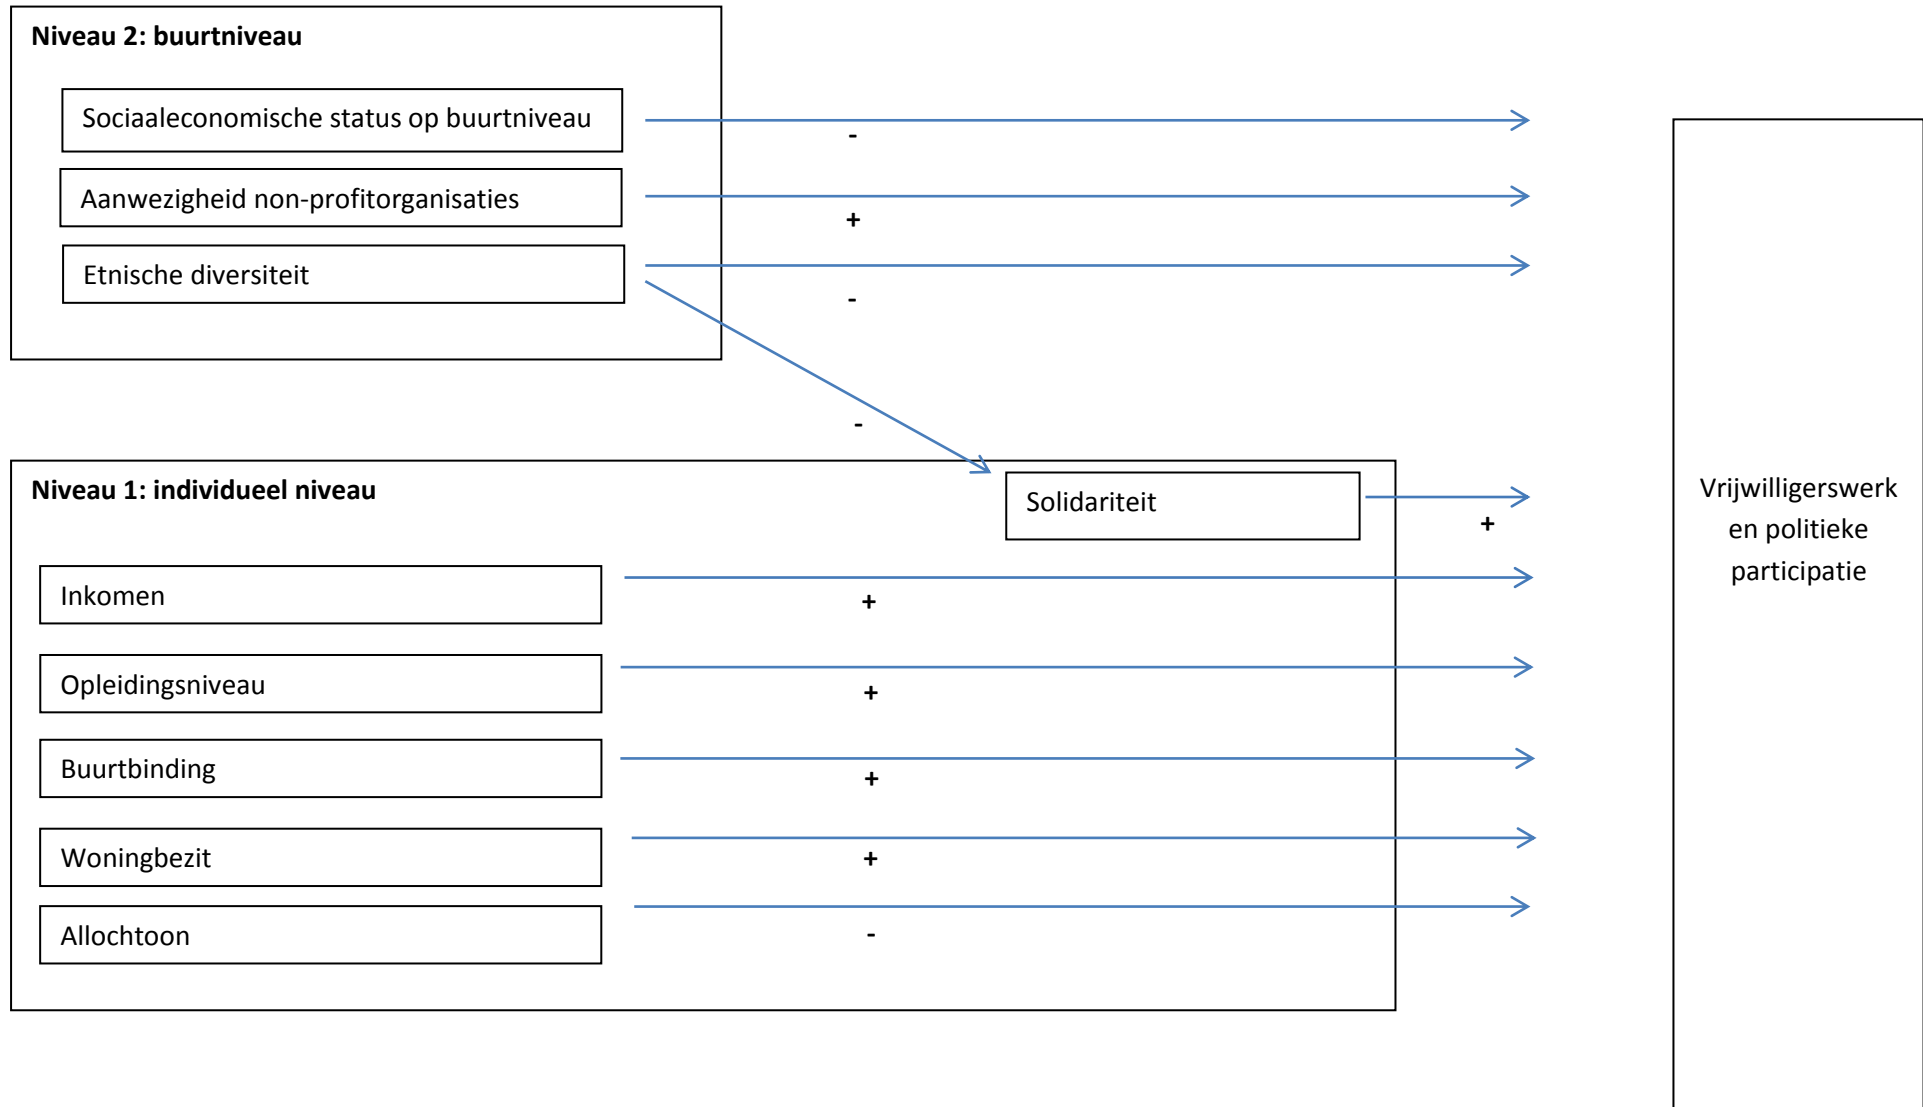 Niveau 2: buurtniveau
Sociaaleconomische status op buurtniveau
-
Aanwezigheid non-profitorganisaties
+
Etnische diversiteit
-
-
Niveau 1: individueel niveau
Solidariteit
+
Inkomen
+
Opleidingsniveau
+
Buurtbinding
+
Woningbezit
+
Allochtoon
-
Vrijwilligerswerk
en politieke
participatie